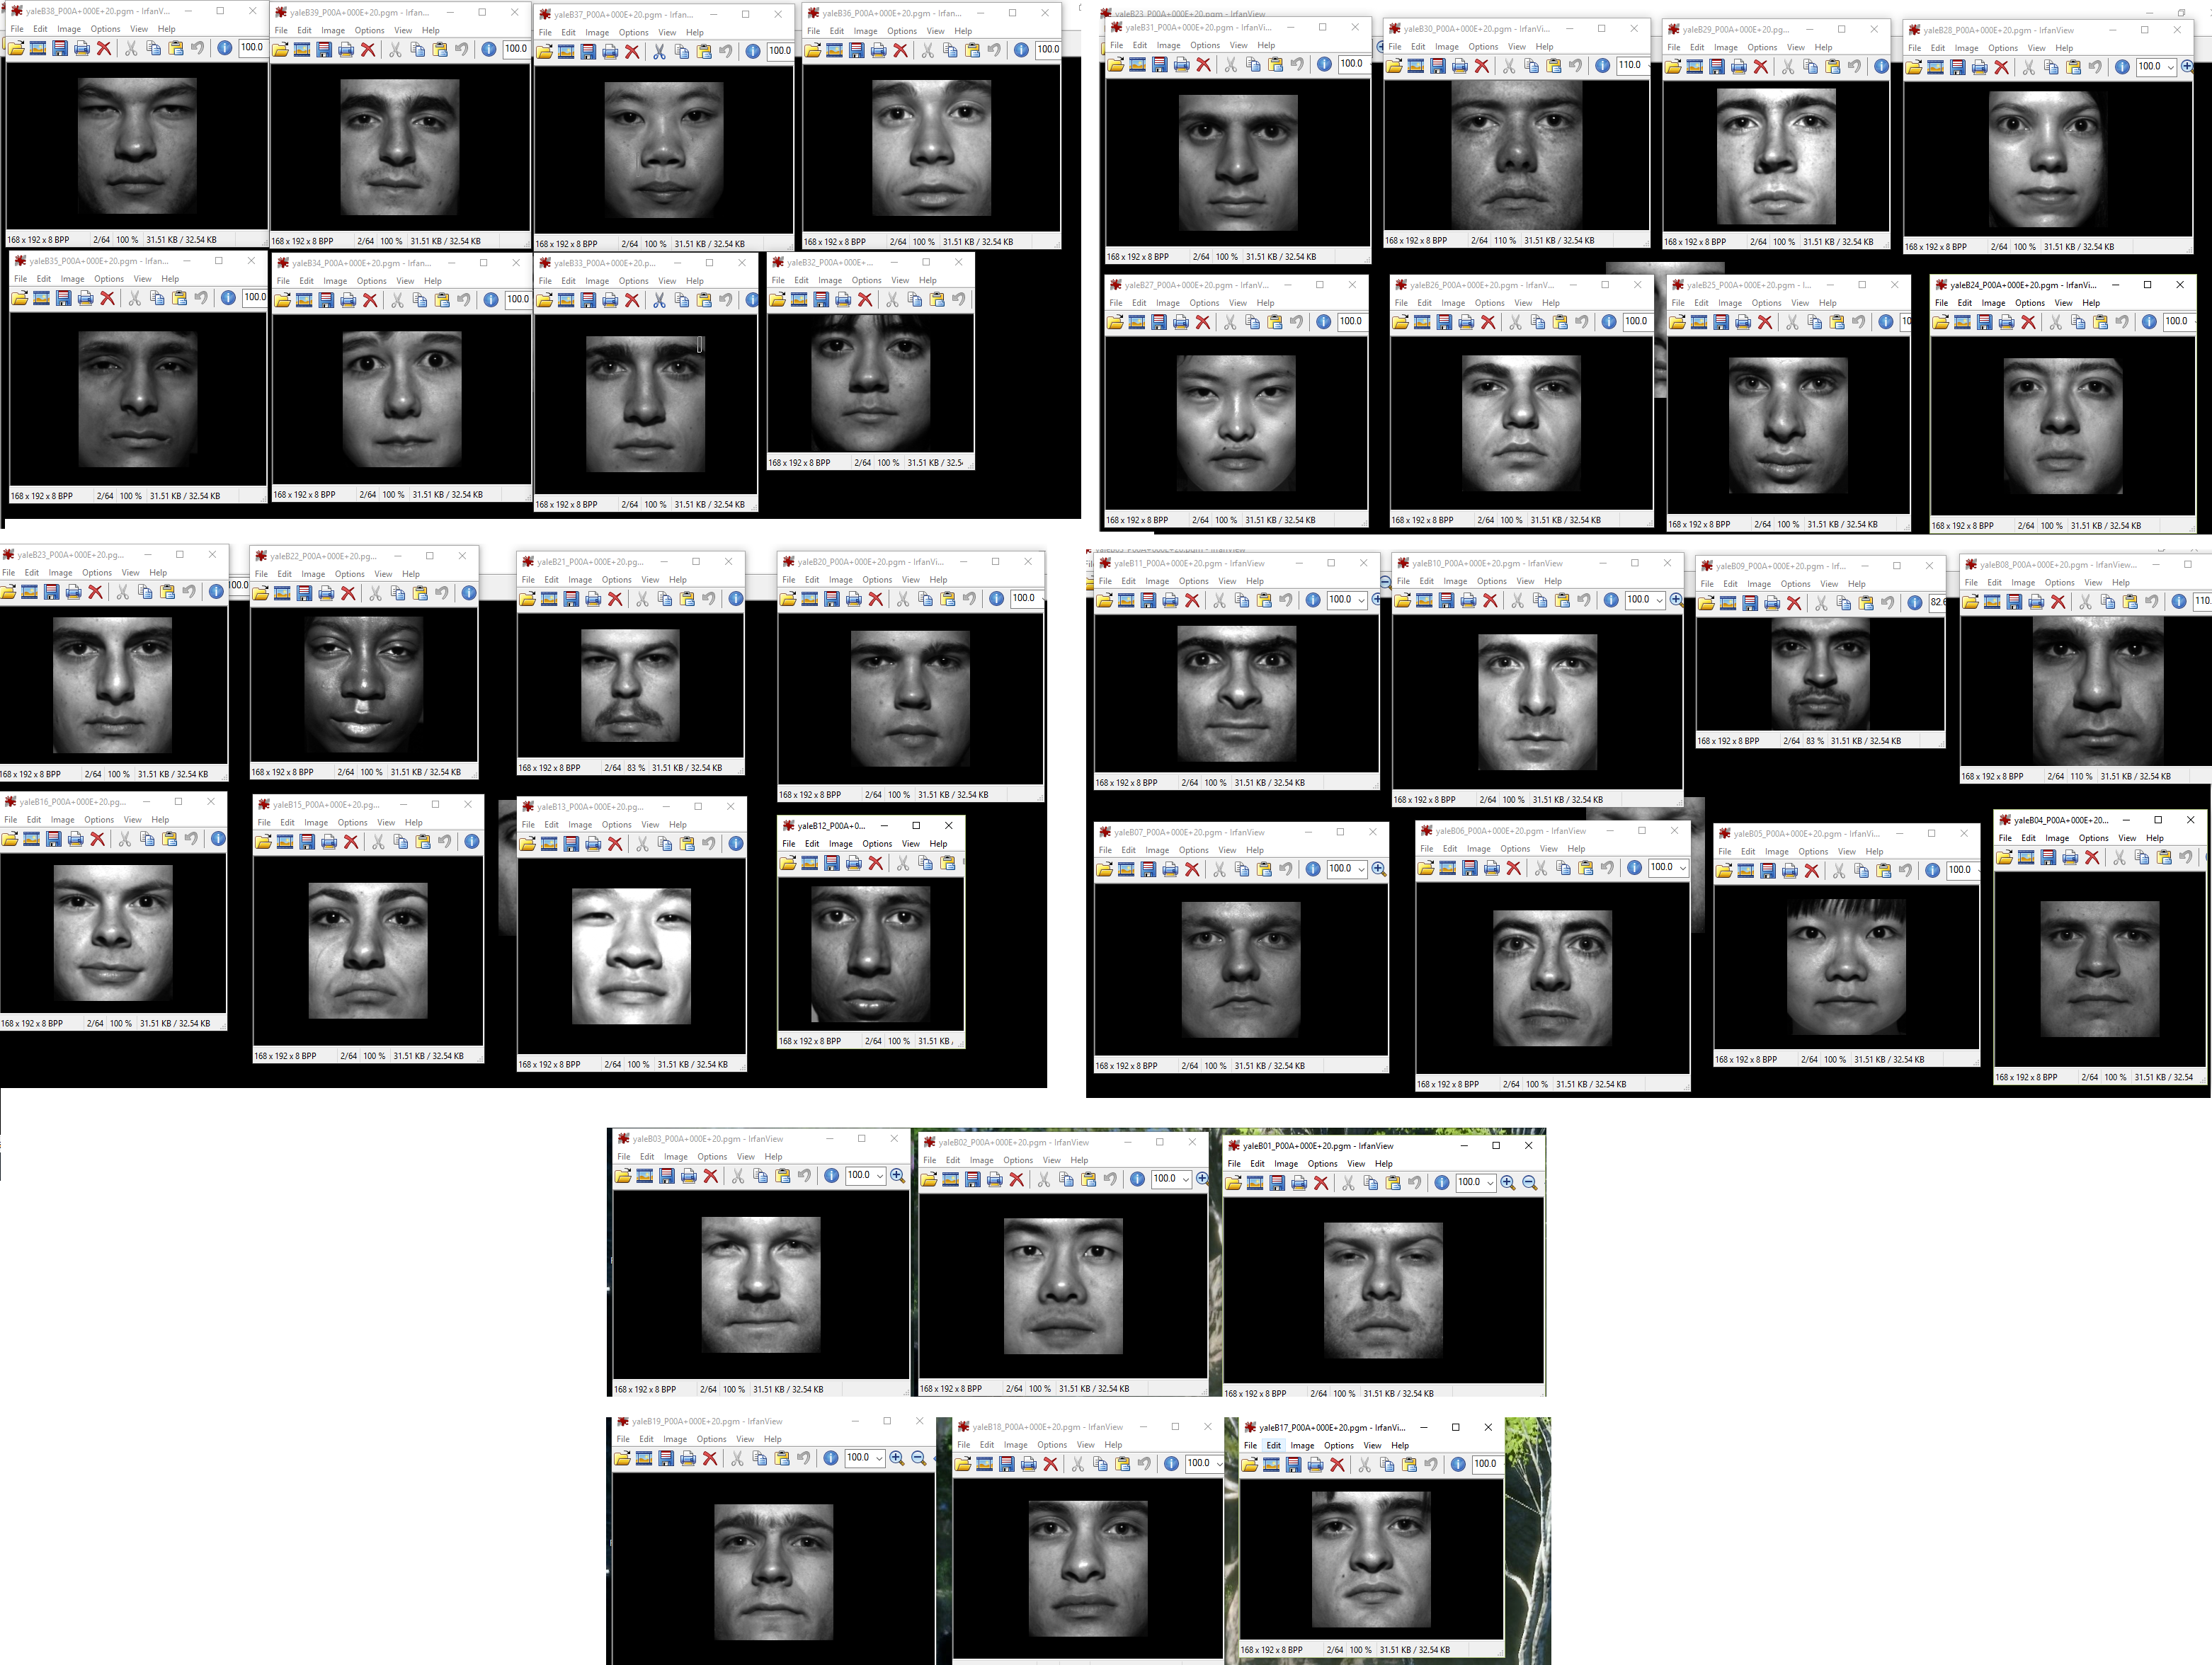 yaleB38_P00A+000E+20.pgm - IrfanV...
File Edit Image Options View Help
100.0
168 x 192 x 8 BPP 2/64 100 % 31.51 KB / 32.54 KB
yaleB39_P00A+000E+20.pgm - Irfan...
File Edit Image Options View Help
100.0
168 x 192 x 8 BPP 2/64 100 % 31.51 KB / 32.54 KB
yaleB37_P00A+000E+20.pgm - Irfan...
File Edit Image Options View Help
100.0
168 x 192 x 8 BPP 2/64 100 % 31.51 KB / 32.54 KB
yaleB36_P00A+000E+20.pgm - Irfan...
File Edit Image Options View Help
100.0
168 x 192 x 8 BPP 2/64 100 % 31.51 KB / 32.54 KB
yaleB35_P00A+000E+20.pgm - Irfan...
File Edit Image Options View Help
100.0
168 x 192 x 8 BPP 2/64 100 % 31.51 KB / 32.54 KB
yaleB34_P00A+000E+20.pgm - Irfan...
File Edit Image Options View Help
100.0
168 x 192 x 8 BPP 2/64 100 % 31.51 KB / 32.54 KB
yaleB33_P00A+000E+20.p...
File Edit Image Options View Help
100.0
168 x 192 x 8 BPP 2/64 100 % 31.51 KB / 32.54 KB
yaleB32_P00A+000E+...
File Edit Image Options View Help
168 x 192 x 8 BPP 2/64 100 % 31.51 KB / 32.5
yaleB23_P00A+000E+20.pgm - IrfanView
yaleB31_P00A+000E+20.pgm - IrfanVi...
File Edit Image Options View Help
100.0
168 x 192 x 8 BPP 2/64 100 % 31.51 KB / 32.54 KB
yaleB30_P00A+000E+20.pgm - IrfanV...
File Edit Image Options View Help
110.0
168 x 192 x 8 BPP 2/64 110 % 31.51 KB / 32.54 KB
yaleB29_P00A+000E+20.pg...
File Edit Image Options View Help
168 x 192 x 8 BPP 2/64 100 % 31.51 KB / 32.54 KB
yaleB28_P00A+000E+20.pgm - IrfanView
File Edit Image Options View Help
100.0
168 x 192 x 8 BPP 2/64 100 % 31.51 KB / 32.54 KB
yaleB27_P00A+000E+20.pgm - IrfanV...
File Edit Image Options View Help
100.0
168 x 192 x 8 BPP 2/64 100 % 31.51 KB / 32.54 KB
yaleB26_P00A+000E+20.pgm - IrfanV...
File Edit Image Options View Help
100.0
168 x 192 x 8 BPP 2/64 100 % 31.51 KB / 32.54 KB
yaleB25_P00A+000E+20.pgm - I...
File Edit Image Options View Help
10
168 x 192 x 8 BPP 2/64 100 % 31.51 KB / 32.54 KB
yaleB24_P00A+000E+20.pgm - IrfanVi...
File Edit Image Options View Help
100.0
168 x 192 x 8 BPP 2/64 100 % 31.51 KB / 32.54 KB
yaleB23_P00A+000E+20.pg...
File Edit Image Options View Help
100.0
168 x 192 x 8 BPP 2/64 100 % 31.51 KB / 32.54 KB
yaleB22_P00A+000E+20.pg...
File Edit Image Options View Help
168 x 192 x 8 BPP 2/64 100 % 31.51 KB / 32.54 KB
yaleB21_P00A+000E+20.pg...
File Edit Image Options View Help
168 x 192 x 8 BPP 2/64 83 % 31.51 KB / 32.54 KB
yaleB20_P00A+000E+20.pgm - IrfanVi...
File Edit Image Options View Help
100.0
168 x 192 x 8 BPP 2/64 100 % 31.51 KB / 32.54 KB
yaleB16_P00A+000E+20.pg...
File Edit Image Options View Help
168 x 192 x 8 BPP 2/64 100 % 31.51 KB / 32.54 KB
yaleB15_P00A+000E+20.pg...
File Edit Image Options View Help
168 x 192 x 8 BPP 2/64 100 % 31.51 KB / 32.54 KB
yaleB13_P00A+000E+20.pg...
File Edit Image Options View Help
168 x 192 x 8 BPP 2/64 100 % 31.51 KB / 32.54 KB
yaleB12_P00A+0...
File Edit Image Options View Help
168 x 192 x 8 BPP 2/64 100 % 31.51 KB
yaleB11_P00A+000E+20.pgm - IrfanView
File Edit Image Options View Help
100.0
168 x 192 x 8 BPP 2/64 100 % 31.51 KB / 32.54 KB
yaleB10_P00A+000E+20.pgm - IrfanView
File Edit Image Options View Help
100.0
168 x 192 x 8 BPP 2/64 100 % 31.51 KB / 32.54 KB
yaleB09_P00A+000E+20.pgm - Irf...
File Edit Image Options View Help
82.6
168 x 192 x 8 BPP 2/64 83 % 31.51 KB / 32.54 KB
yaleB08_P00A+000E+20.pgm - IrfanView...
File Edit Image Options View Help
110.
168 x 192 x 8 BPP 2/64 110 % 31.51 KB / 32.54 KB
yaleB07_P00A+000E+20.pgm - IrfanView
File Edit Image Options View Help
100.0
168 x 192 x 8 BPP 2/64 100 % 31.51 KB / 32.54 KB
yaleB06_P00A+000E+20.pgm - IrfanView
File Edit Image Options View Help
100.0
168 x 192 x 8 BPP 2/64 100 % 31.51 KB / 32.54 KB
yaleB05_P00A+000E+20.pgm - IrfanVi...
File Edit Image Options View Help
100.0
168 x 192 x 8 BPP 2/64 100 % 31.51 KB / 32.54 KB
yaleB04_P00A+000E+20...
File Edit Image Options View Help
168 x 192 x 8 BPP 2/64 100 % 31.51 KB / 32.54
yaleB03_P00A+000E+20.pgm - IrfanView
File Edit Image Options View Help
100.0
168 x 192 x 8 BPP 2/64 100 % 31.51 KB / 32.54 KB
yaleB02_P00A+000E+20.pgm - IrfanView
File Edit Image Options View Help
100.0
168 x 192 x 8 BPP 2/64 100 % 31.51 KB / 32.54 KB
yaleB01_P00A+000E+20.pgm - IrfanView
File Edit Image Options View Help
100.0
168 x 192 x 8 BPP 2/64 100 % 31.51 KB / 32.54 KB
yaleB19_P00A+000E+20.pgm - IrfanView
File Edit Image Options View Help
100.0
yaleB18_P00A+000E+20.pgm - IrfanView
File Edit Image Options View Help
100.0
yaleB17_P00A+000E+20.pgm - IrfanVi...
File Edit Image Options View Help
100.0
168 x 192 x 8 BPP 2/64 100 % 31.51 KB / 32.54 KB